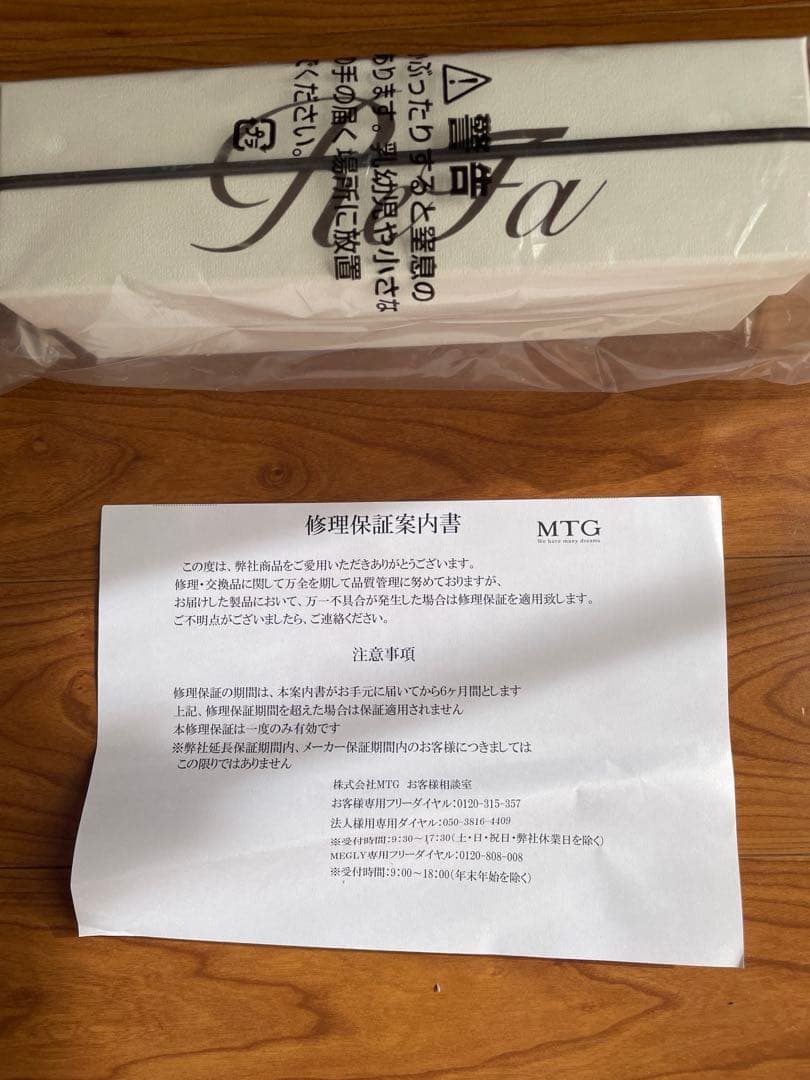 警告
かぶったりすると窒息の
あります。乳幼児や小さな
の手の届く場所に放置
でください。
プラ
ReFa
修理保証案内書
MTG
We have many dreams
この度は、弊社商品をご愛用いただきありがとうございます。
修理・交換品に関して万全を期して品質管理に努めておりますが、
お届けした製品において、万一不具合が発生した場合は修理保証を適用致します。
ご不明点がございましたら、ご連絡ください。
注意事項
修理保証の期間は、本案内書がお手元に届いてから6ヶ月間とします
上記、修理保証期間を超えた場合は保証適用されません
本修理保証は一度のみ有効です
※弊社延長保証期間内、メーカー保証期間内のお客様につきましては
この限りではありません
株式会社MTG お客様相談室
お客様専用フリーダイヤル:0120-315-357
法人様用専用ダイヤル:050-3816-4409
※受付時間:9:30～17:30(土・日・祝日・弊社休業日を除く)
MEGLY専用フリーダイヤル:0120-808-008
※受付時間:9:00～18:00(年末年始を除く)